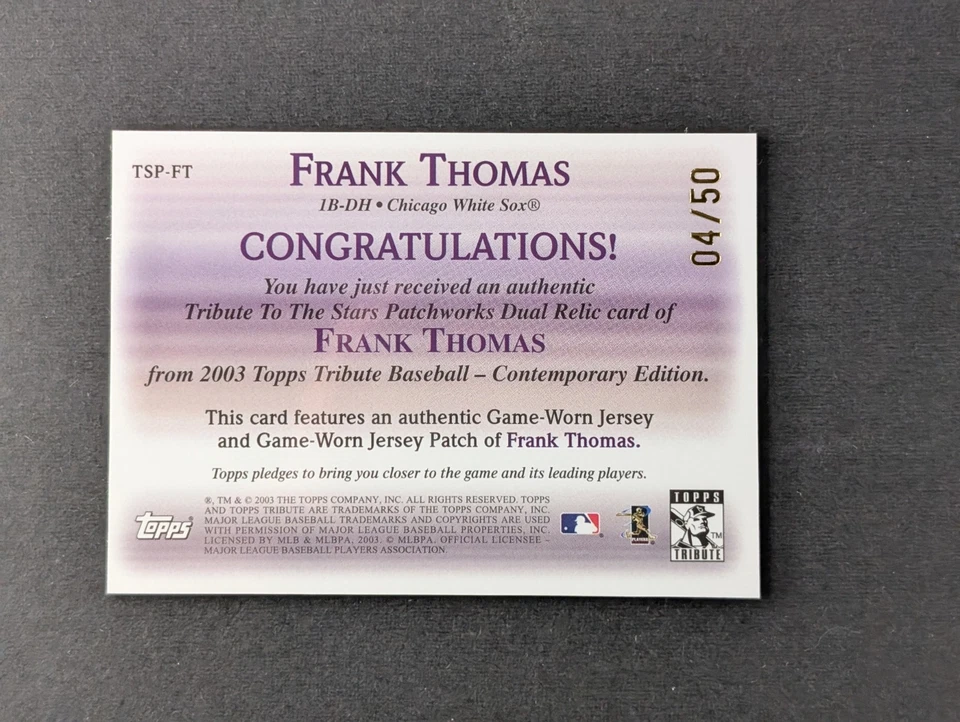 TSP-FT
FRANK THOMAS
1B-DH • Chicago White Sox®
04/50
CONGRATULATIONS!
You have just received an authentic
Tribute To The Stars Patchworks Dual Relic card of
FRANK THOMAS
from 2003 Topps Tribute Baseball – Contemporary Edition.
This card features an authentic Game-Worn Jersey
and Game-Worn Jersey Patch of Frank Thomas.
Topps pledges to bring you closer to the game and its leading players.
®, TM & © 2003 THE TOPPS COMPANY, INC. ALL RIGHTS RESERVED. TOPPS
AND TOPPS TRIBUTE ARE TRADEMARKS OF THE TOPPS COMPANY, INC.
MAJOR LEAGUE BASEBALL TRADEMARKS AND COPYRIGHTS ARE USED
WITH PERMISSION OF MAJOR LEAGUE BASEBALL PROPERTIES, INC.
LICENSED BY MLB & MLBPA, 2003. © MLBPA. OFFICIAL LICENSEE –
MAJOR LEAGUE BASEBALL PLAYERS ASSOCIATION.
Topps
PLAYERS
TOPPS
TM
TRIBUTE